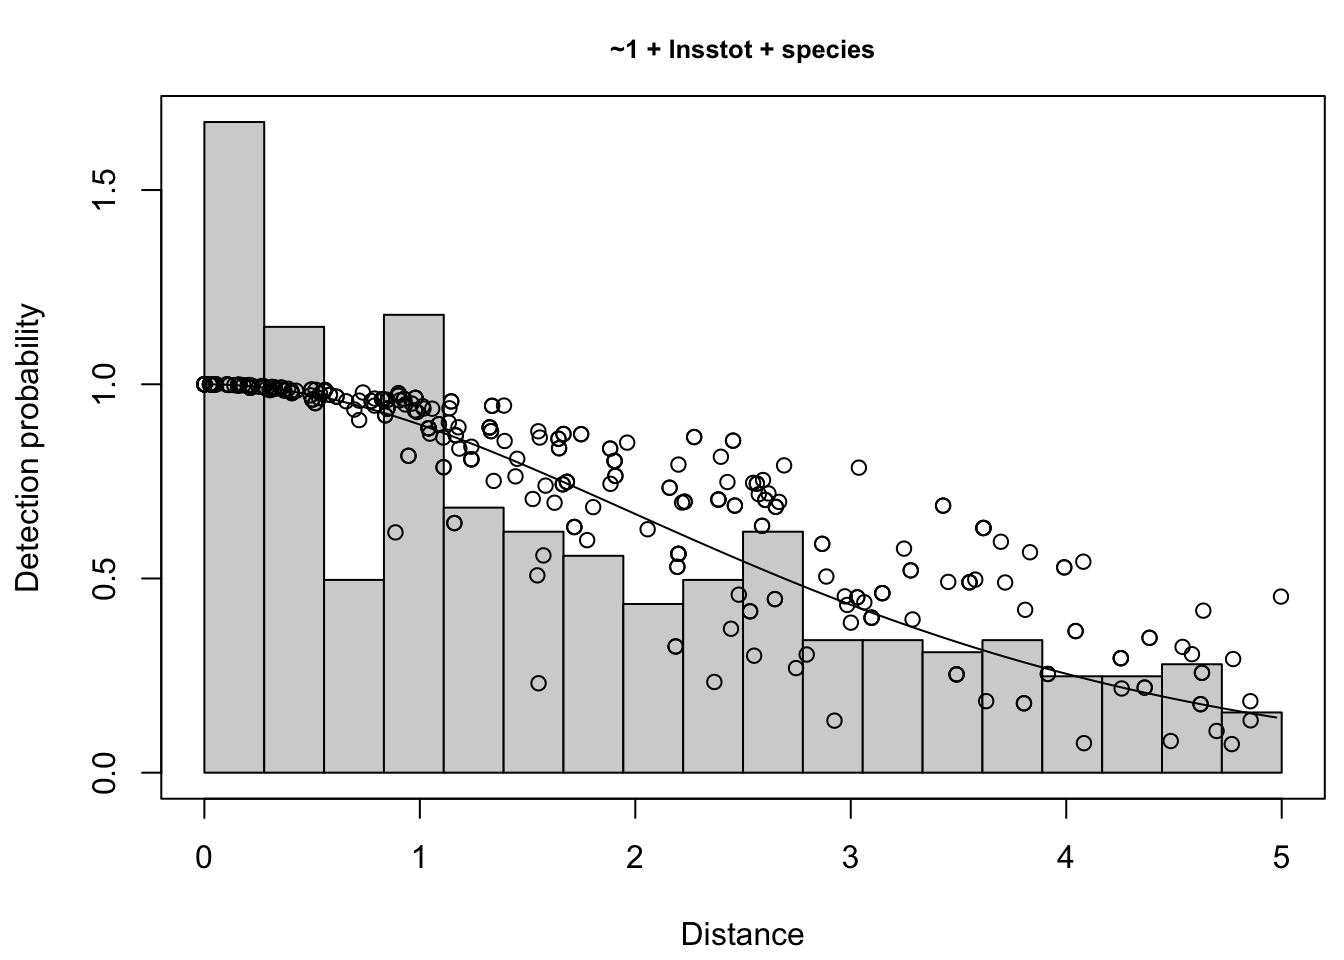 ~1 + lnsstot + species
Detection probability
1.5
1.0
0.5
0.0
0 1 2 3 4 5
Distance